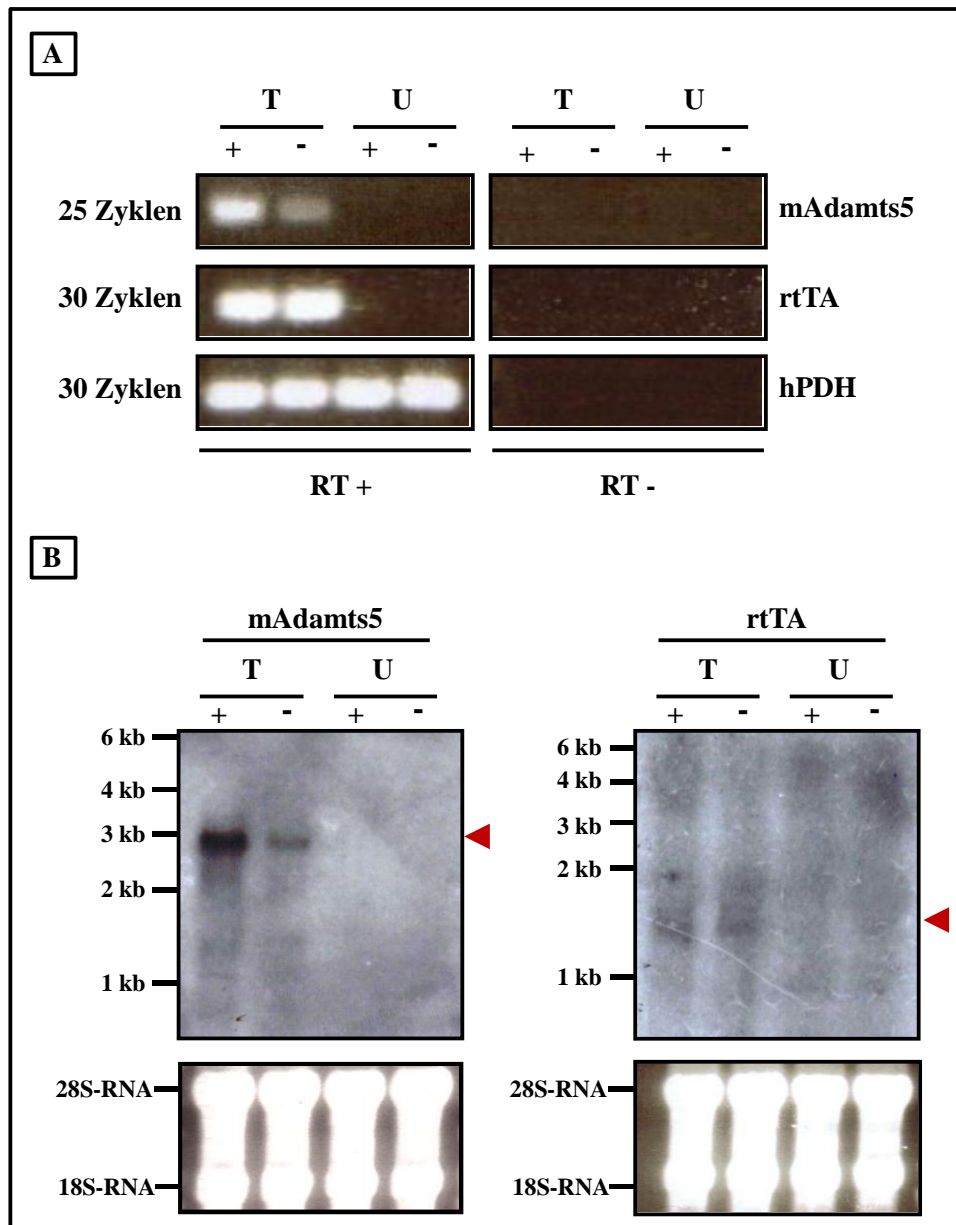 A
T U T U
+ - + - + - + -
25 Zyklen mAdamts5
30 Zyklen rtTA
30 Zyklen hPDH
RT + RT -
B
mAdamts5
T U
+ - + -
6 kb
4 kb
3 kb
2 kb
1 kb
28S-RNA
18S-RNA
rtTA
T U
+ - + -
6 kb
4 kb
3 kb
2 kb
1 kb
28S-RNA
18S-RNA